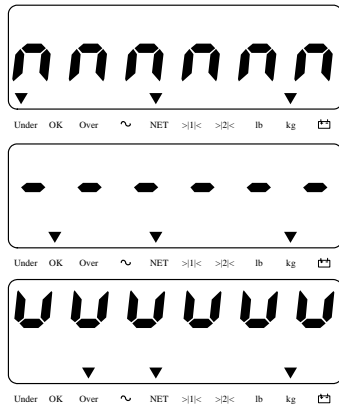 Under OK Over ~ NET >|1|< >|2|< lb kg
- - - - - -
Under OK Over ~ NET >|1|< >|2|< lb kg
Under OK Over ~ NET >|1|< >|2|< lb kg